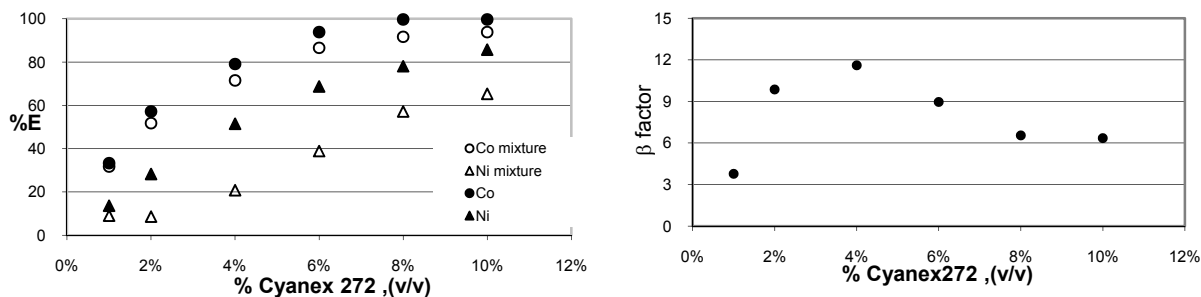 100
80
60
40
20
0
%E
0% 2% 4% 6% 8% 10% 12%
% Cyanex 272 ,(v/v)
Co mixture
Ni mixture
Co
Ni
15
12
9
6
3
0
β factor
0% 2% 4% 6% 8% 10% 12%
% Cyanex272 ,(v/v)